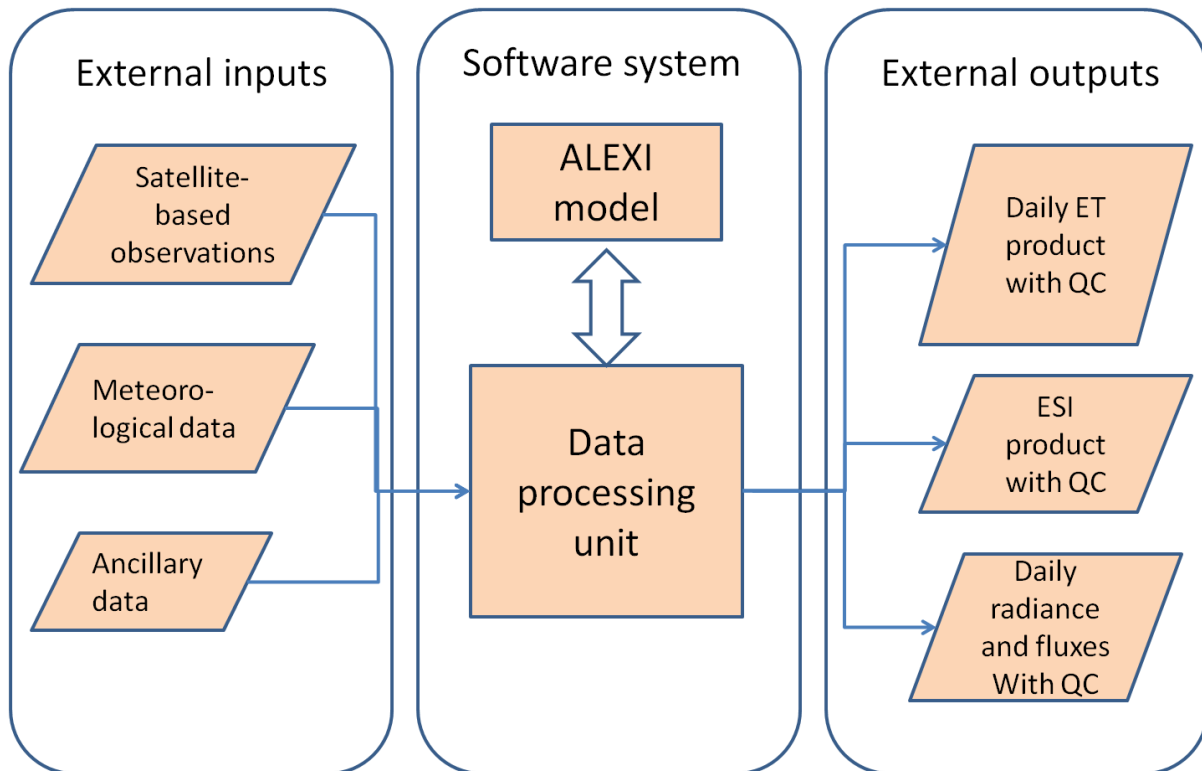 External inputs
Satellite-
based
observations
Meteoro-
logical data
Ancillary
data
Software system
ALEXI
model
Data
processing
unit
External outputs
Daily ET
product
with QC
ESI
product
with QC
Daily
radiance
and fluxes
With QC